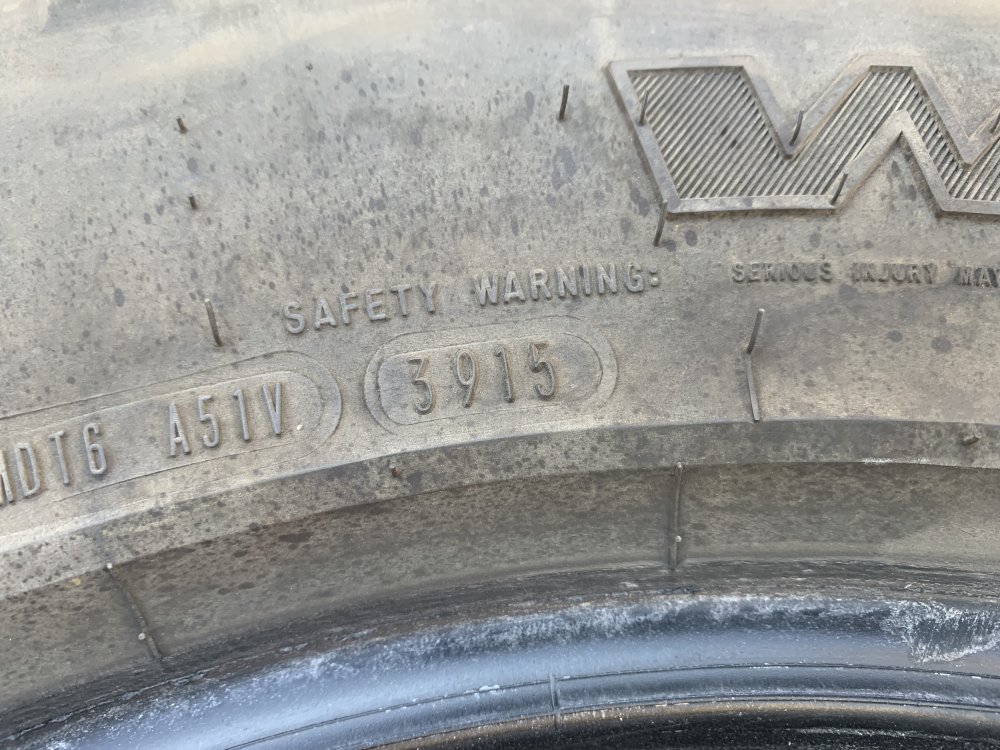 W
SAFETY WARNING: SERIOUS INJURY MAY
MDT6 A51V 3915